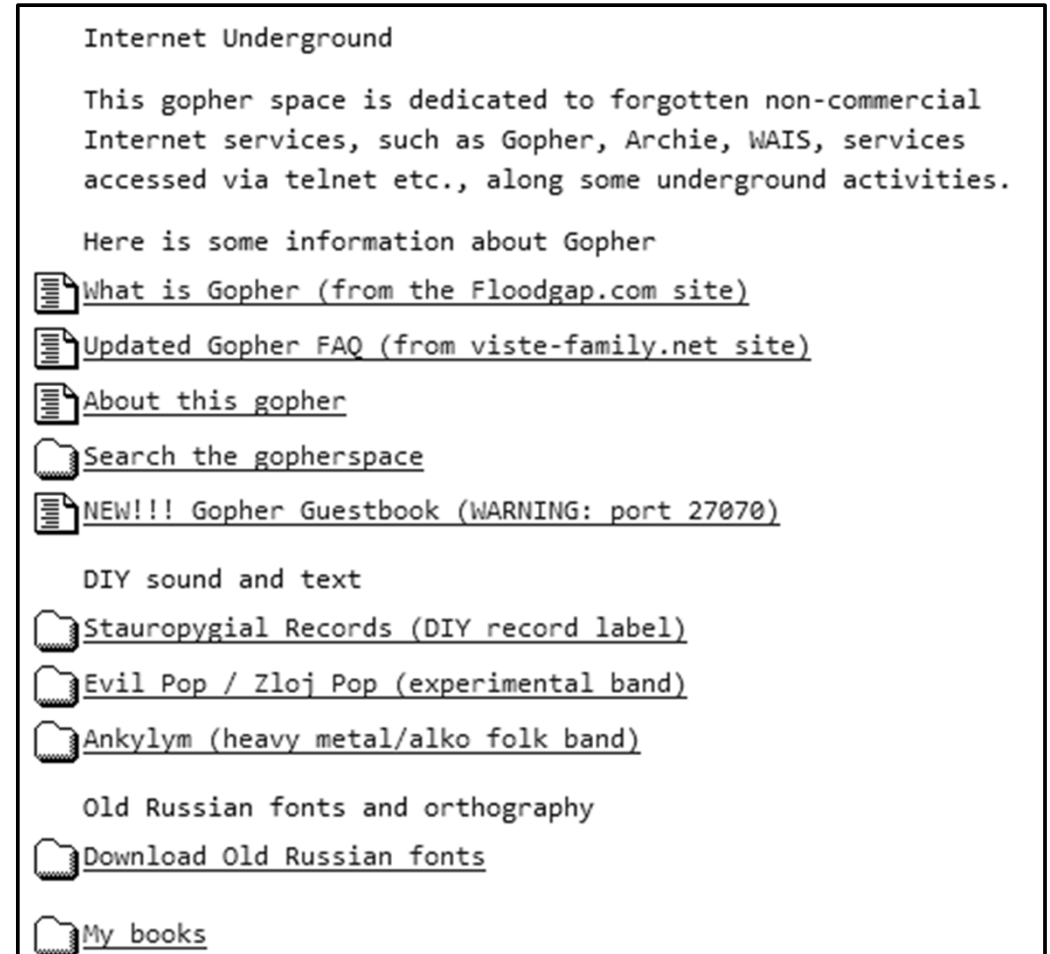 Internet Underground
This gopher space is dedicated to forgotten non-commercial
Internet services, such as Gopher, Archie, WAIS, services
accessed via telnet etc., along some underground activities.
Here is some information about Gopher
What is Gopher (from the Floodgap.com site)
Updated Gopher FAQ (from viste-family.net site)
About this gopher
Search the gopherspace
NEW!!! Gopher Guestbook (WARNING: port 27070)
DIY sound and text
Stauropygial Records (DIY record label)
Evil Pop / Zloj Pop (experimental band)
Ankylym (heavy metal/alko folk band)
Old Russian fonts and orthography
Download Old Russian fonts
My books